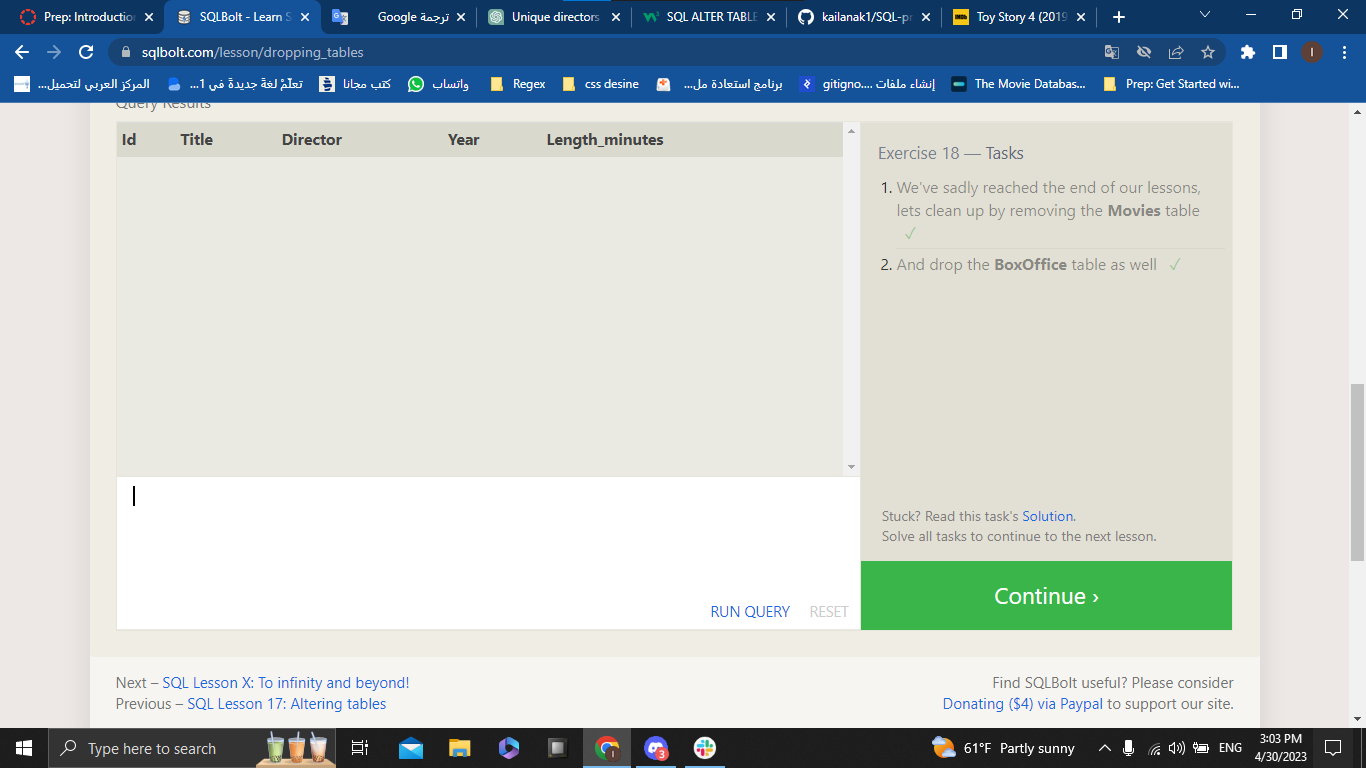 Prep: Introduction
SQLBolt - Learn S
ترجمة Google
Unique directors
SQL ALTER TABLE
kailanak1/SQL-pr
Toy Story 4 (2019
sqlbolt.com/lesson/dropping_tables
المركز العربي لتحميل...
تعلّمْ لغةَ جديدةَ في 1...
كتب مجانا
واتساب
Regex
css desine
برنامج استعادة مل...
إنشاء ملفات gitigno....
The Movie Databas...
Prep: Get Started wi...
Query Results
Id Title Director Year Length_minutes
Exercise 18 — Tasks
1. We've sadly reached the end of our lessons,
lets clean up by removing the Movies table
✓
2. And drop the BoxOffice table as well ✓
Stuck? Read this task's Solution.
Solve all tasks to continue to the next lesson.
RUN QUERY RESET
Continue ›
Next – SQL Lesson X: To infinity and beyond!
Previous – SQL Lesson 17: Altering tables
Find SQLBolt useful? Please consider
Donating ($4) via Paypal to support our site.
Type here to search
3
61°F Partly sunny
ENG
3:03 PM
4/30/2023